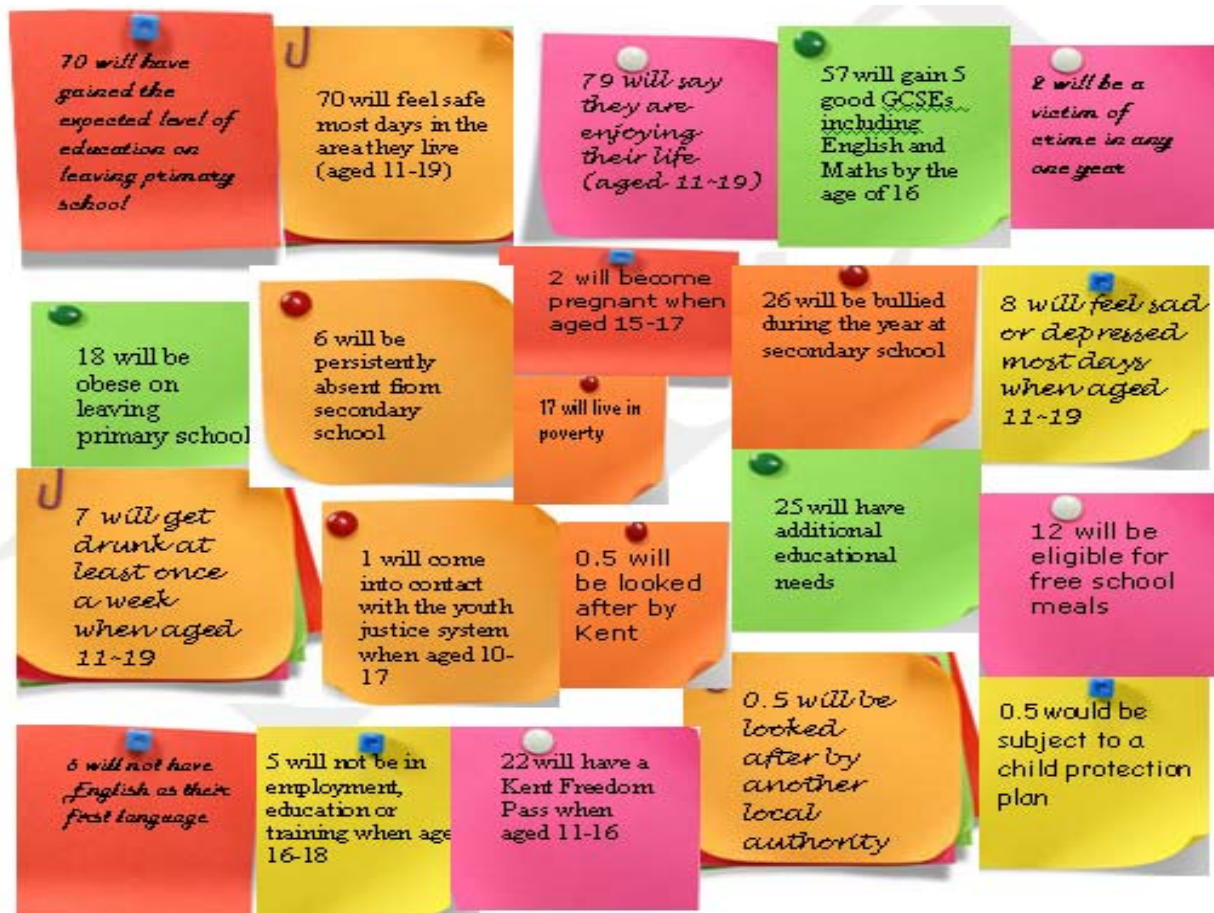 70 will have
gained the
expected level of
education on
leaving primary
school
70 will feel safe
most days in the
area they live
(aged 11-19)
79 will say
they are
enjoying
their life
(aged 11-19)
57 will gain 5
good GCSEs
including
English and
Maths by the
age of 16
will be a
victim of
crime in any
one year
18 will be
obese on
leaving
primary school
6 will be
persistently
absent from
secondary
school
2 will become
pregnant when
aged 15-17
17 will live in
poverty
26 will be bullied
during the year at
secondary school
8 will feel sad
or depressed
most days
when aged
11-19
7 will get
drunk at
least once
a week
when aged
11-19
1 will come
into contact
with the youth
justice system
when aged 10-
17
0.5 will
be looked
after by
Kent
25 will have
additional
educational
needs
12 will be
eligible for
free school
meals
will not have
English as their
first language
5 will not be in
employment,
education or
training when age
16-18
22 will have a
Kent Freedom
Pass when
aged 11-16
0.5 will be
looked
after by
another
local
authority
0.5 would be
subject to a
child protection
plan